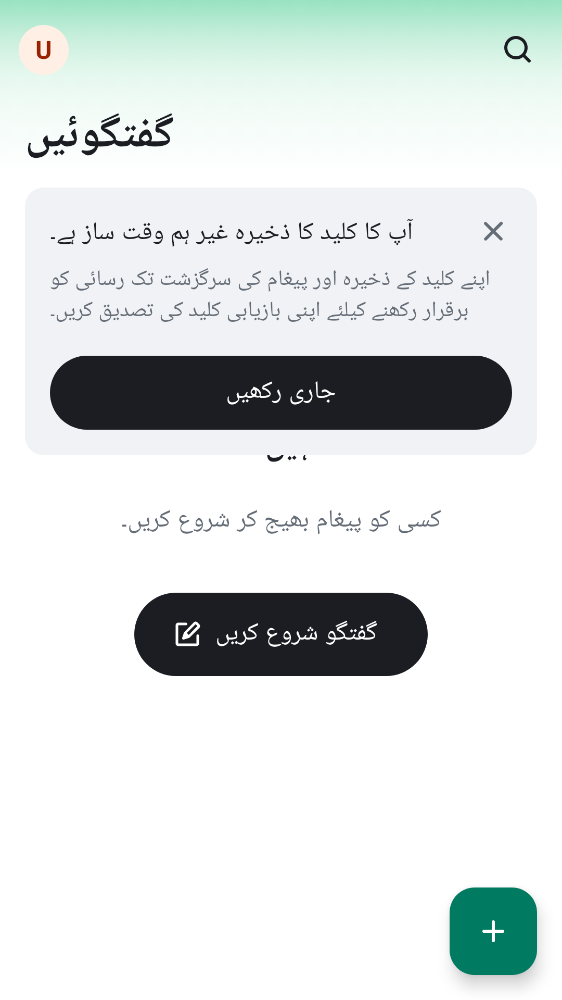 U
گفتگوئیں
آپ کا کلید کا ذخیرہ غیر ہم وقت ساز ہے۔
اپنے کلید کے ذخیرہ اور پیغام کی سرگزشت تک رسائی کو
برقرار رکھنے کیلئے اپنی بازیابی کلید کی تصدیق کریں۔
جاری رکھیں
کسی کو پیغام بھیج کر شروع کریں۔
گفتگو شروع کریں